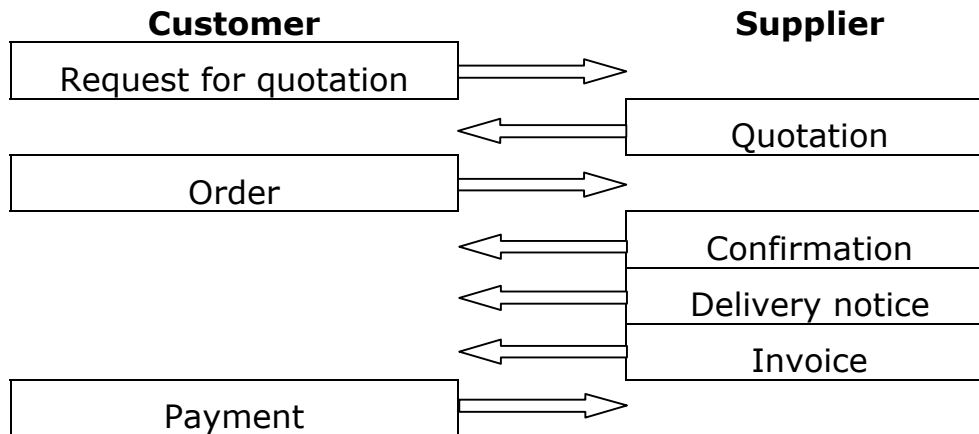 Customer Supplier
Request for quotation
Quotation
Order
Confirmation
Delivery notice
Invoice
Payment